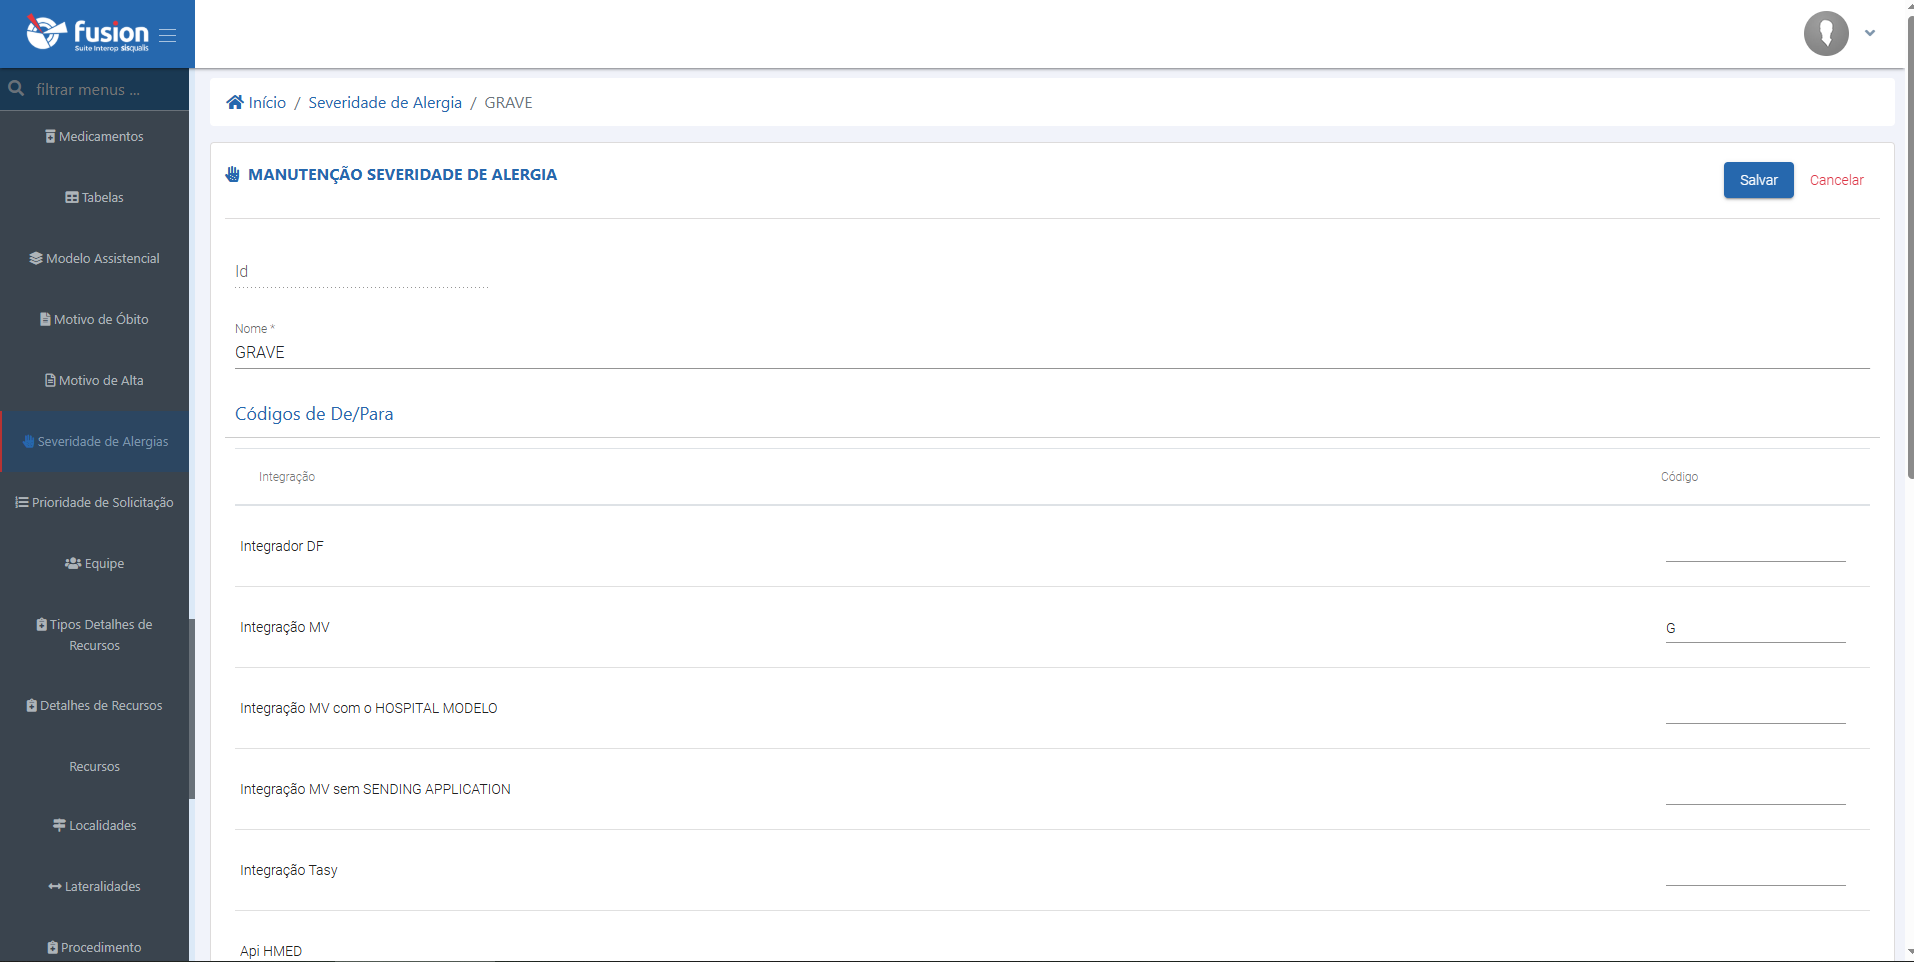 fusion
Suite Interop sisqualis
filtrar menus ...
Medicamentos
Tabelas
Modelo Assistencial
Motivo de Óbito
Motivo de Alta
Severidade de Alergias
Prioridade de Solicitação
Equipe
Tipos Detalhes de
Recursos
Detalhes de Recursos
Recursos
Localidades
Lateralidades
Procedimento
Início / Severidade de Alergia / GRAVE
MANUTENÇÃO SEVERIDADE DE ALERGIA
Salvar Cancelar
Id
Nome *
GRAVE
Códigos de De/Para
Integração Código
Integrador DF
Integração MV G
Integração MV com o HOSPITAL MODELO
Integração MV sem SENDING APPLICATION
Integração Tasy
Api HMED